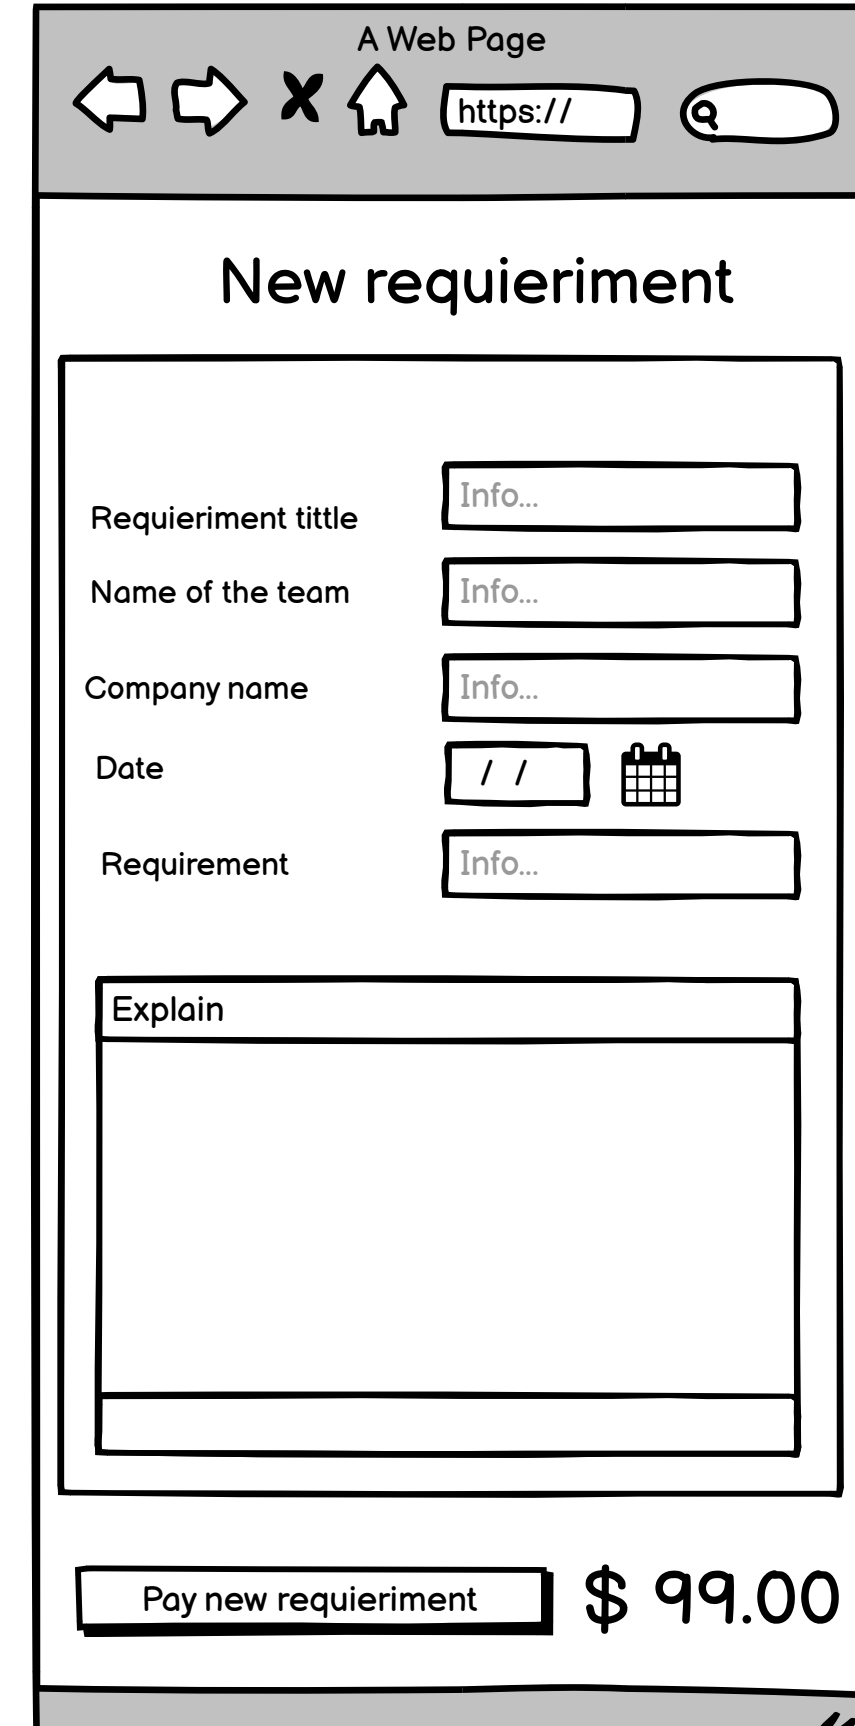 A Web Page
https://
New requieriment
Requieriment tittle
Info...
Name of the team
Info...
Company name
Info...
Date
/ /
Requirement
Info...
Explain
Pay new requieriment
$ 99.00